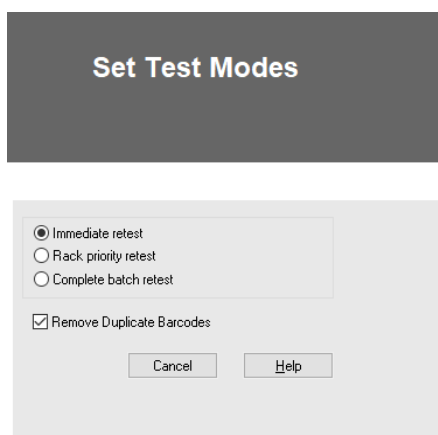 Set Test Modes
Immediate retest
Rack priority retest
Complete batch retest
Remove Duplicate Barcodes
Cancel Help